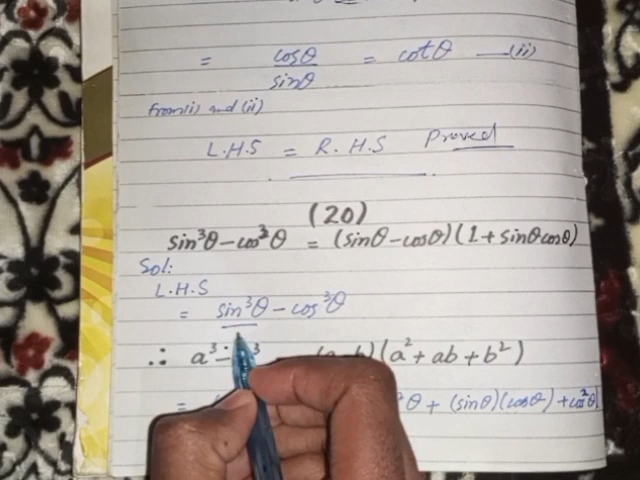 = cosθ / sinθ = cotθ — (ii)
from(i) and (ii)
L.H.S = R.H.S Proved
(20)
sin³θ - cos³θ = (sinθ - cosθ)(1 + sinθcosθ)
Sol:
L.H.S
= sin³θ - cos³θ
∴ a³ - 3 (a² + ab + b²)
= θ + (sinθ)(cosθ) + cos²θ